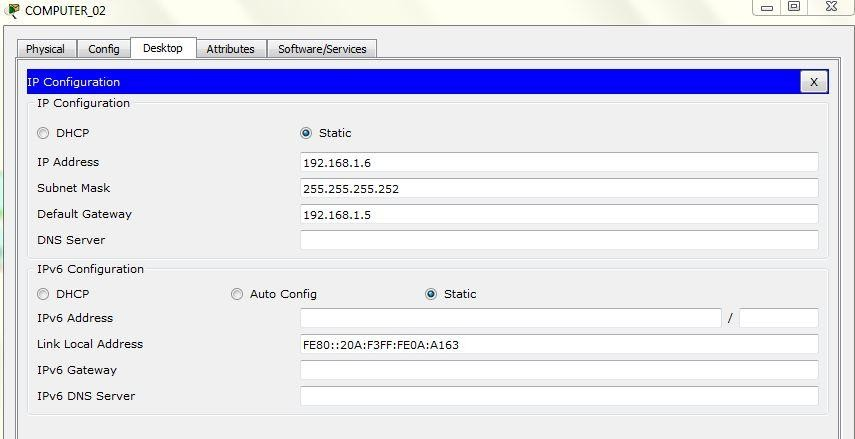 COMPUTER_02
Physical Config Desktop Attributes Software/Services
IP Configuration X
IP Configuration
DHCP Static
IP Address 192.168.1.6
Subnet Mask 255.255.255.252
Default Gateway 192.168.1.5
DNS Server
IPv6 Configuration
DHCP Auto Config Static
IPv6 Address /
Link Local Address FE80::20A:F3FF:FE0A:A163
IPv6 Gateway
IPv6 DNS Server